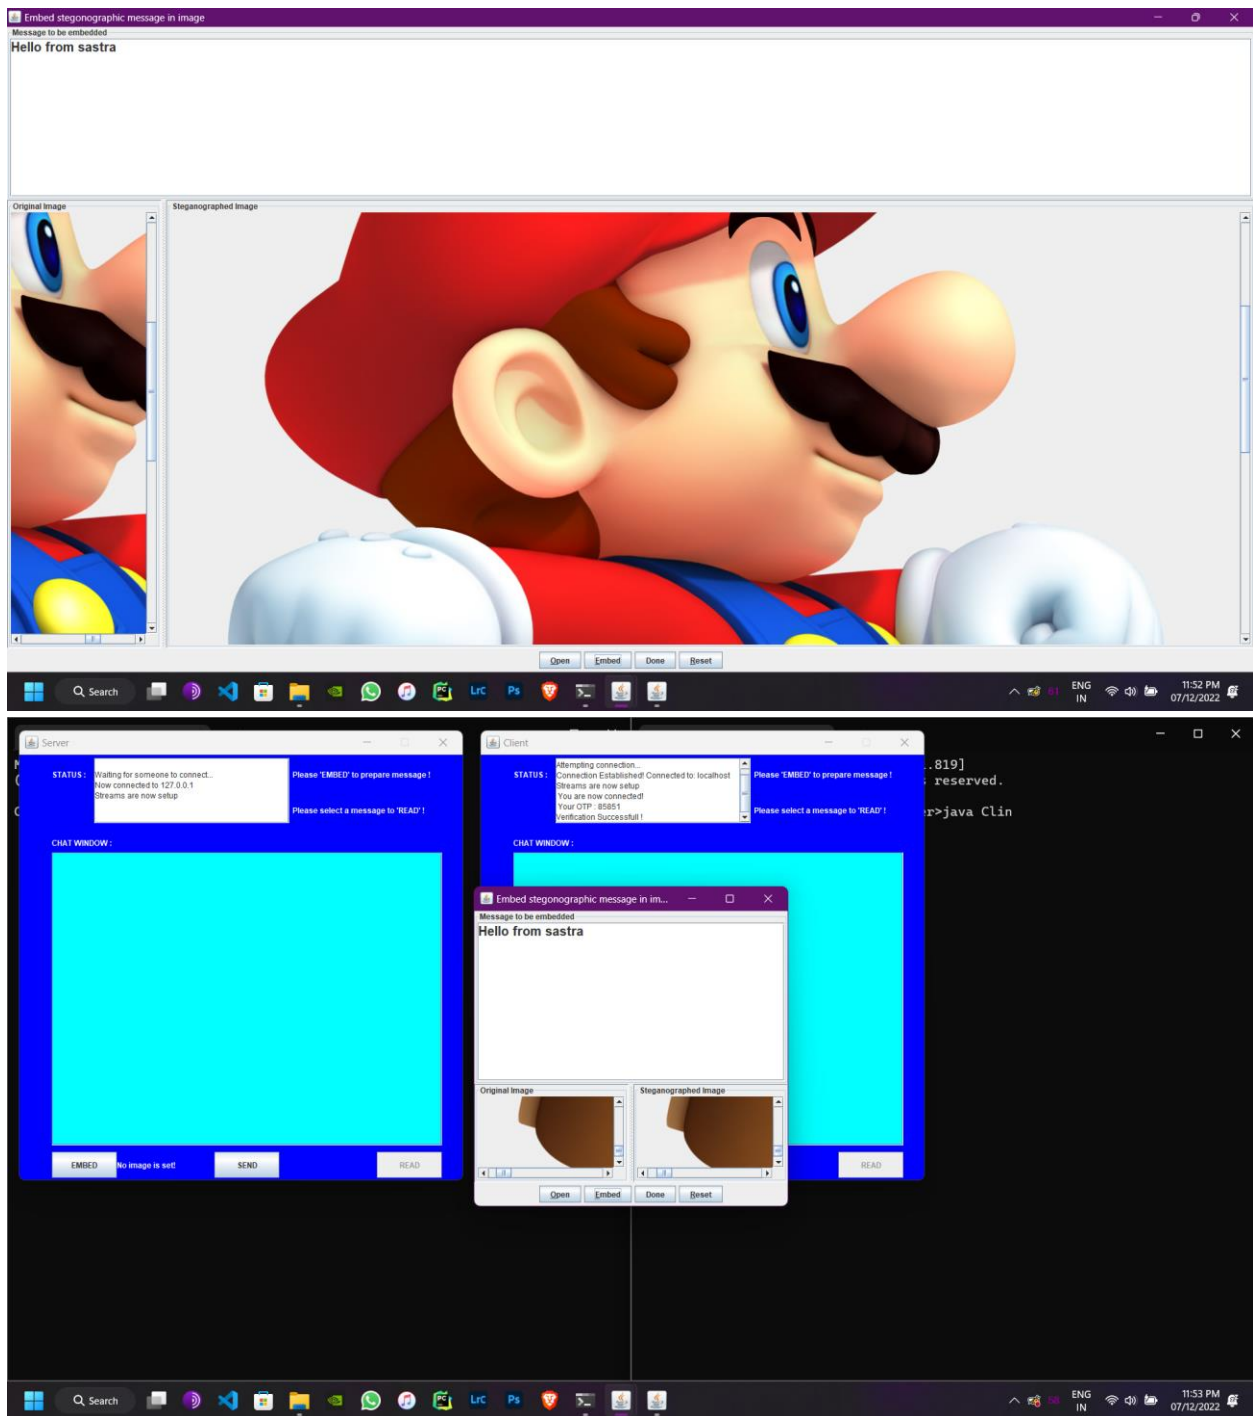 Embed stegonographic message in image
Message to be embedded
Hello from sastra
Original Image
Steganographed Image
Open Embed Done Reset
Search
LrC Ps
61 ENG IN 11:52 PM 07/12/2022
Server
STATUS :
Waiting for someone to connect...
Now connected to 127.0.0.1
Streams are now setup
Please 'EMBED' to prepare message !
Please select a message to 'READ' !
CHAT WINDOW :
EMBED No image is set! SEND READ
Client
STATUS :
Attempting connection...
Connection Established! Connected to: localhost
Streams are now setup
You are now connected!
Your OTP : 85851
Verification Successfull !
Please 'EMBED' to prepare message !
Please select a message to 'READ' !
CHAT WINDOW :
READ
.819]
reserved.
r>java Clin
Embed stegonographic message in im...
Message to be embedded
Hello from sastra
Original Image
Steganographed Image
Open Embed Done Reset
Search
LrC Ps
ENG IN 11:53 PM 07/12/2022